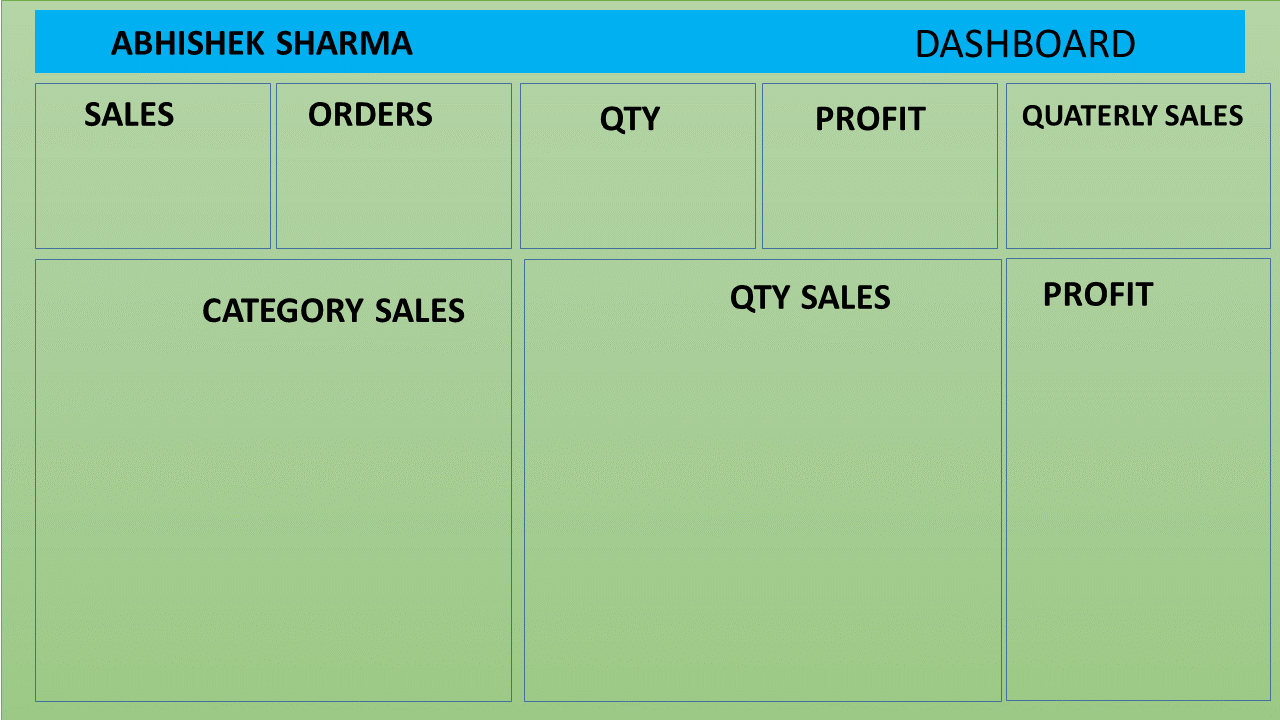 ABHISHEK SHARMA
DASHBOARD
SALES
ORDERS
QTY
PROFIT
QUATERLY SALES
CATEGORY SALES
QTY SALES
PROFIT